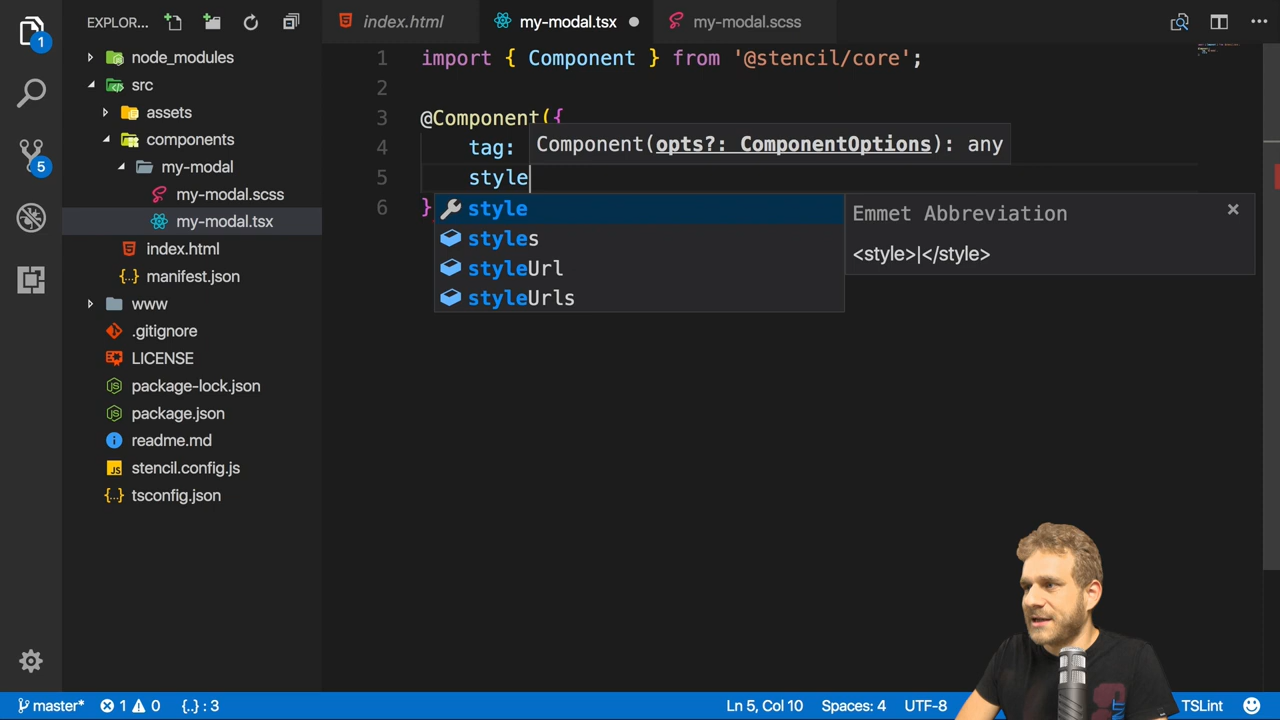 EXPLOR...
index.html
my-modal.tsx
my-modal.scss
1
5
node_modules
src
assets
components
my-modal
my-modal.scss
my-modal.tsx
index.html
{..} manifest.json
www
.gitignore
LICENSE
package-lock.json
package.json
readme.md
JS stencil.config.js
{..} tsconfig.json
1 import { Component } from '@stencil/core';
2
3 @Component({
Component(opts?: ComponentOptions): any
4 tag:
5 style
6 }
style
styles
styleUrl
styleUrls
Emmet Abbreviation
<style>|</style>
master* 1 0 {..} : 3
Ln 5, Col 10 Spaces: 4 UTF-8 TSLint